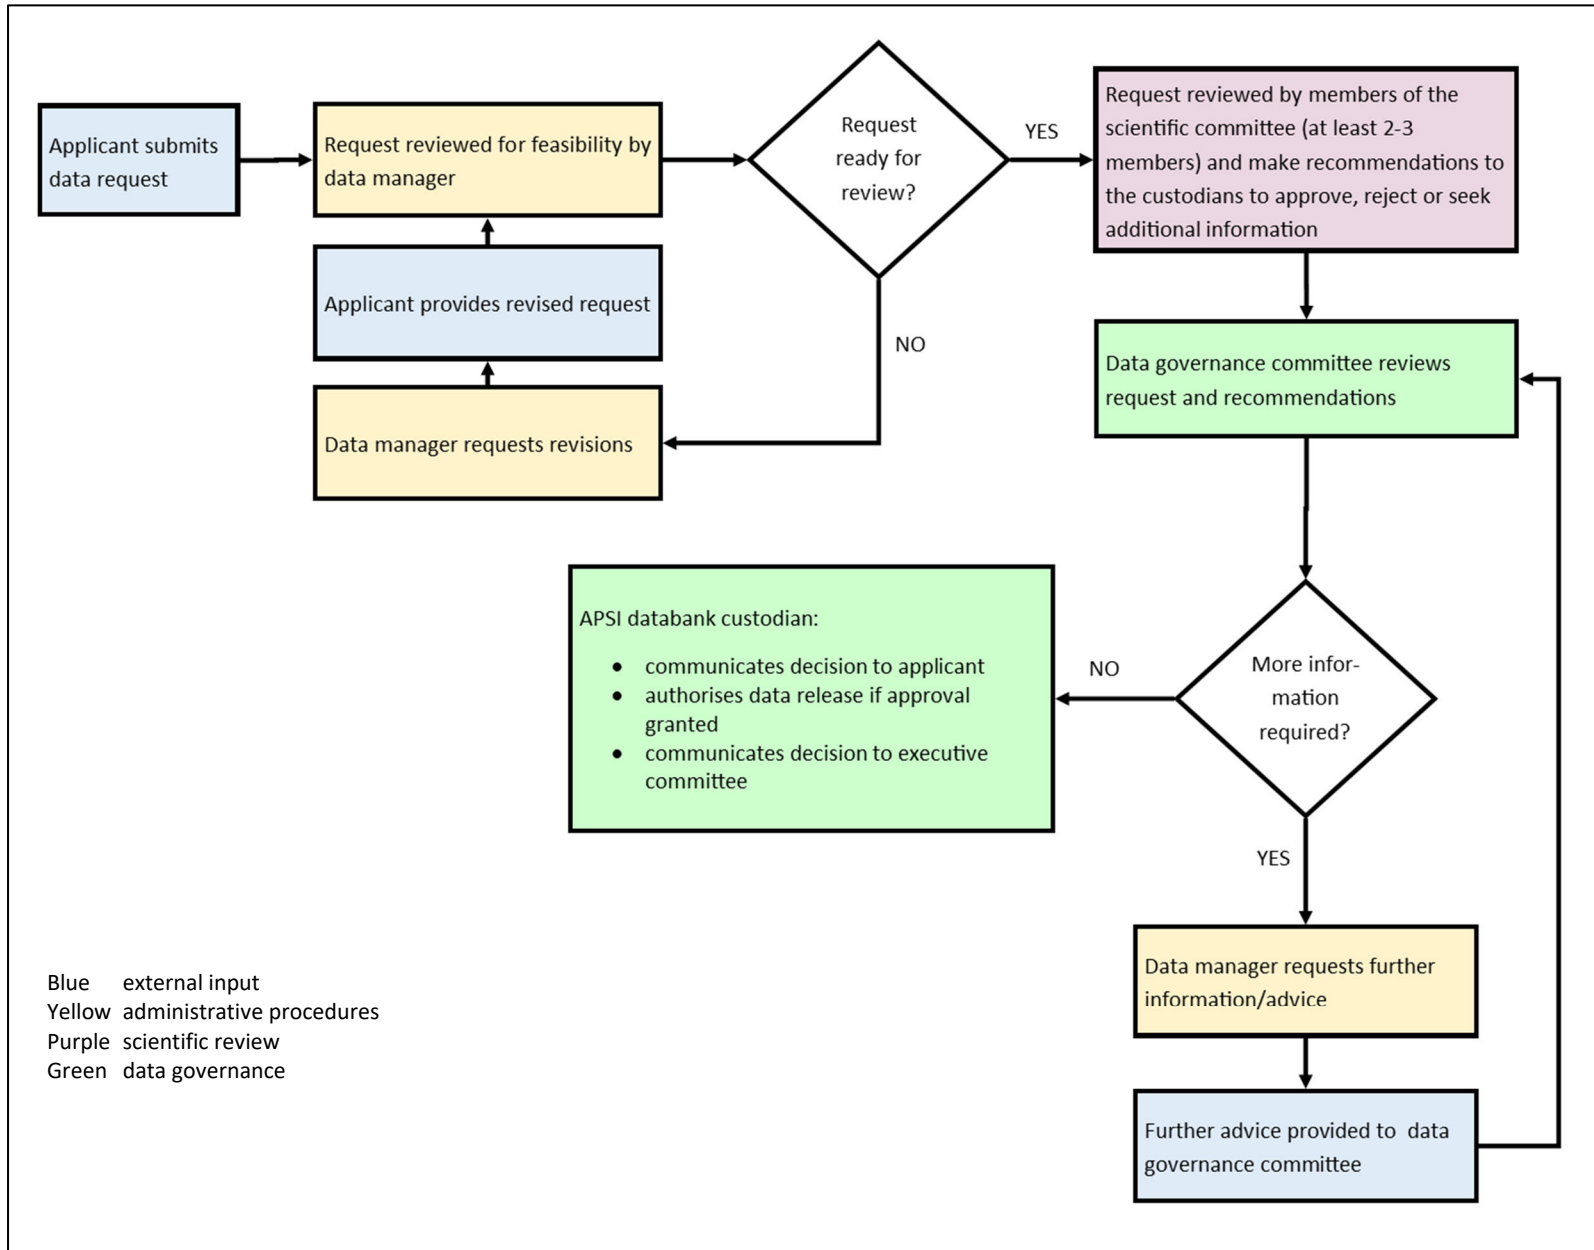 Applicant submits
data request
Request reviewed for feasibility by
data manager
Request
ready for
review?
YES
Request reviewed by members of the
scientific committee (at least 2-3
members) and make recommendations to
the custodians to approve, reject or seek
additional information
Applicant provides revised request
NO
Data manager requests revisions
Data governance committee reviews
request and recommendations
More infor-
mation
required?
NO
APSI databank custodian:
• communicates decision to applicant
• authorises data release if approval
granted
• communicates decision to executive
committee
YES
Data manager requests further
information/advice
Further advice provided to data
governance committee
Blue external input
Yellow administrative procedures
Purple scientific review
Green data governance